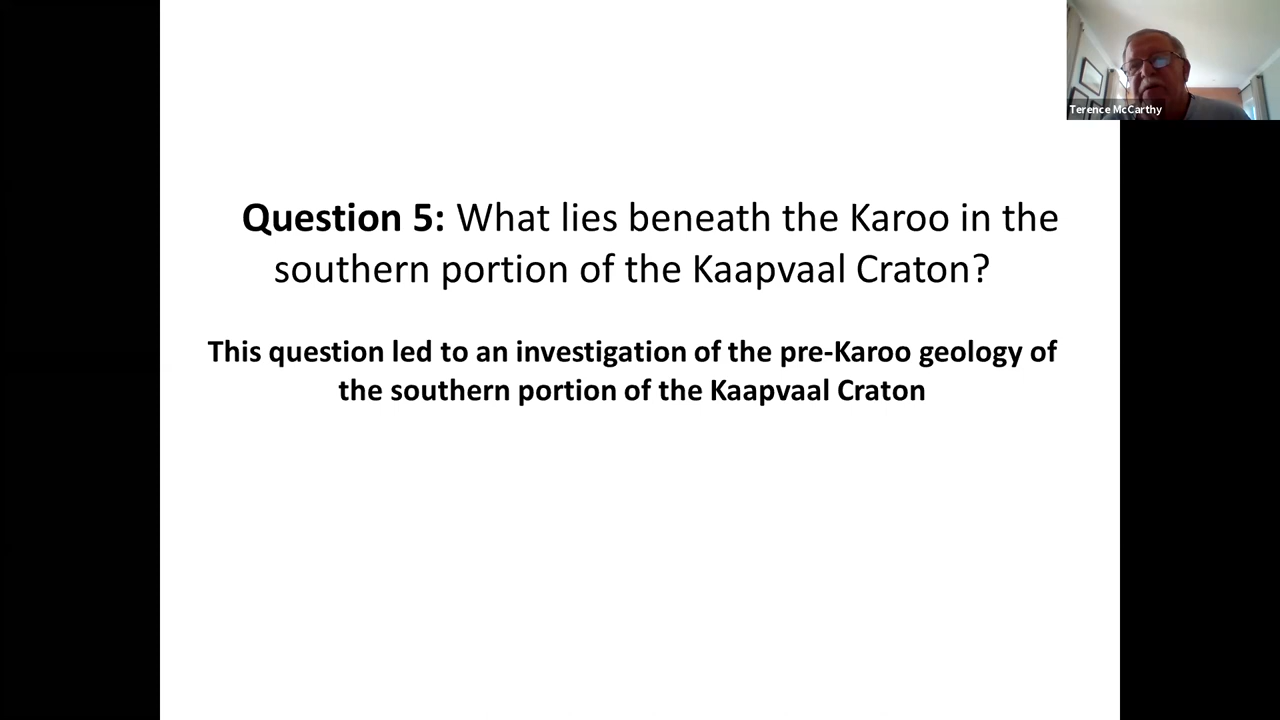 Terence McCarthy
Question 5: What lies beneath the Karoo in the
southern portion of the Kaapvaal Craton?
This question led to an investigation of the pre-Karoo geology of
the southern portion of the Kaapvaal Craton